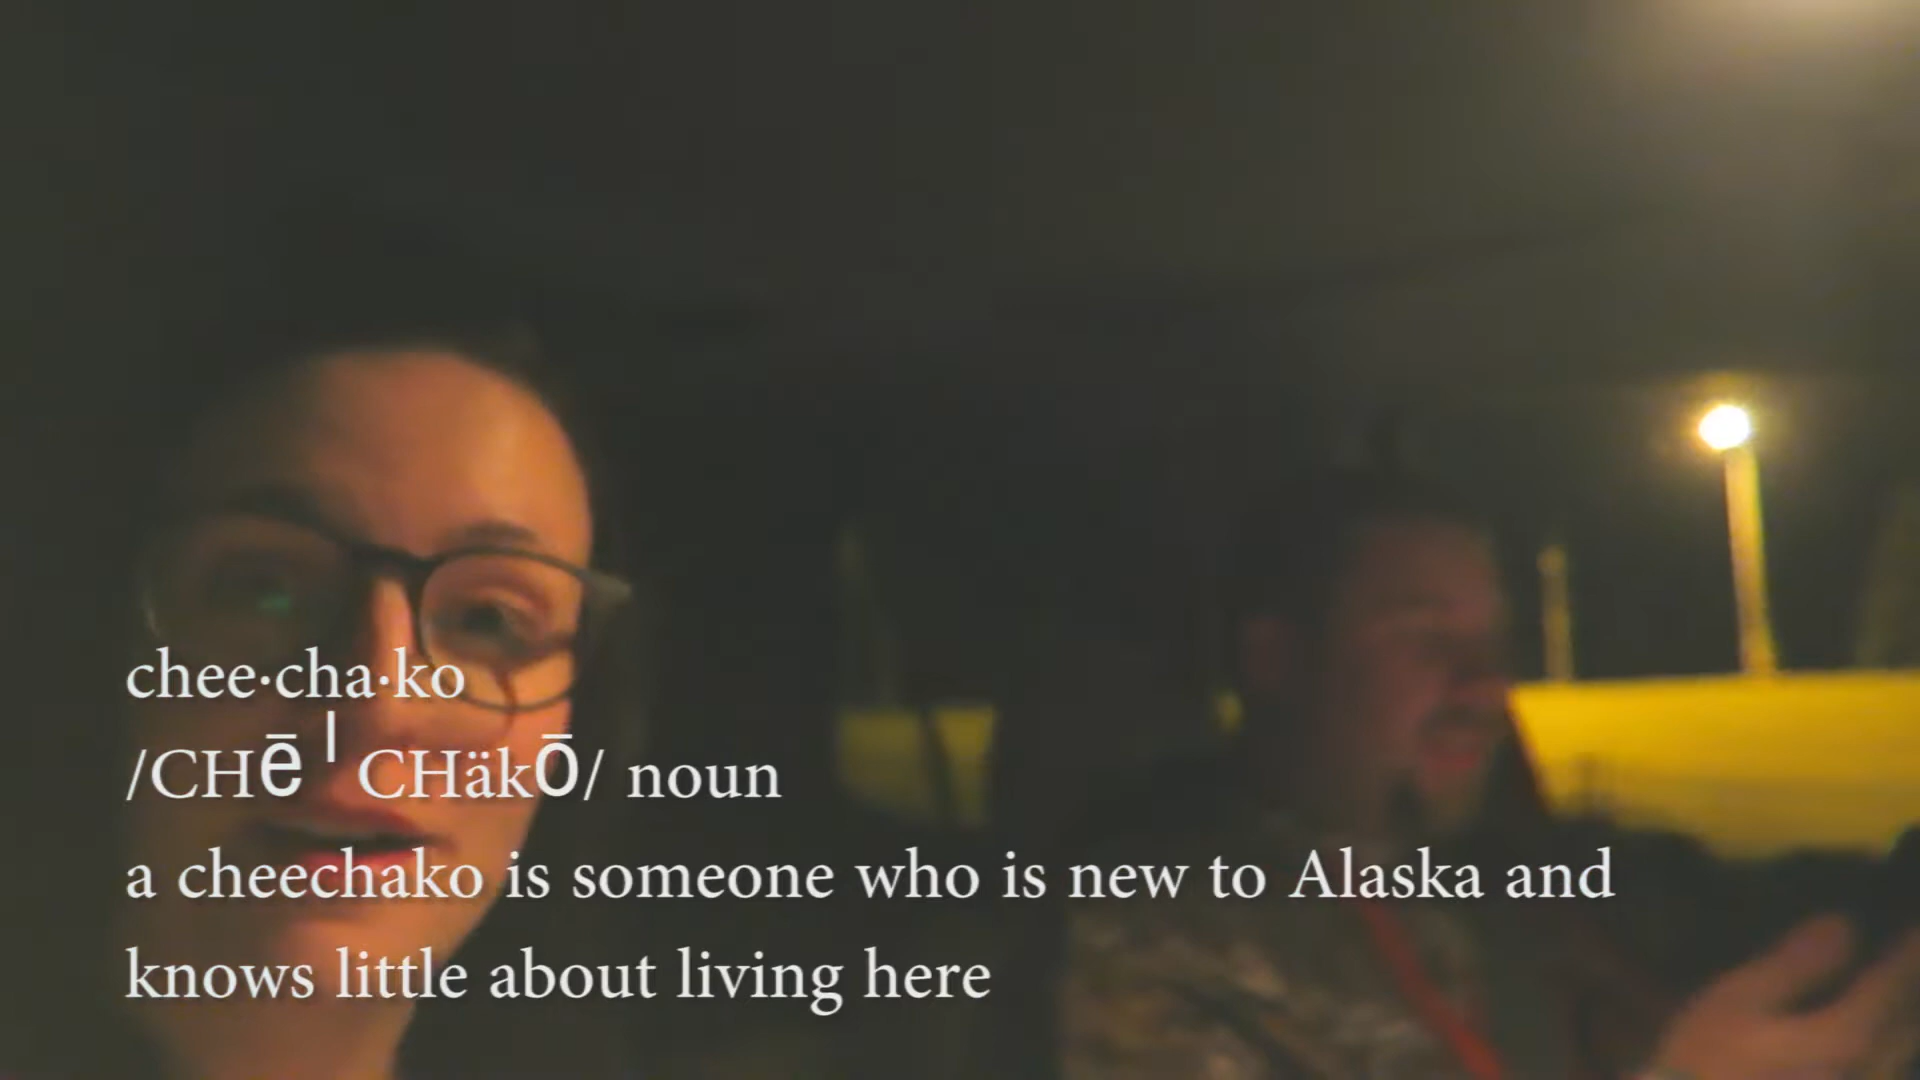 chee·cha·ko
/CHēˈCHäkō/ noun
a cheechako is someone who is new to Alaska and
knows little about living here